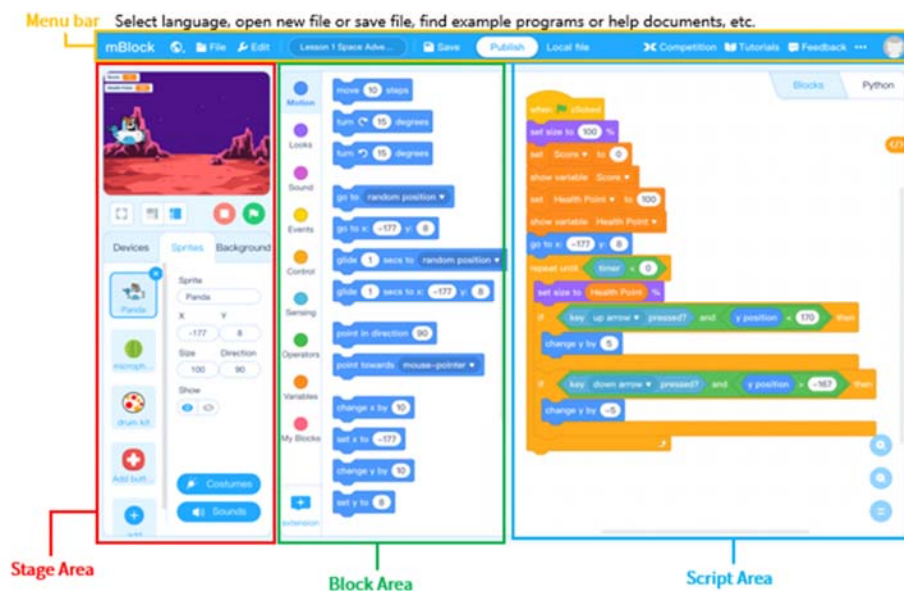 Menu bar
Select language, open new file or save file, find example programs or help documents, etc.
mBlock File Edit Lesson 1 Space Adve... Save Publish Local file Competition Tutorials Feedback •••
Score
Health Point
Devices Sprites Background
Panda
microph...
drum kit
Add butt...
add
Sprite
Panda
X Y
-177 8
Size Direction
100 90
Show
Costumes
Sounds
Motion
Looks
Sound
Events
Control
Sensing
Operators
Variables
My Blocks
extension
move 10 steps
turn 15 degrees
turn 15 degrees
go to random position
go to x: -177 y: 8
glide 1 secs to random position
glide 1 secs to x: -177 y: 8
point in direction 90
point towards mouse-pointer
change x by 10
set x to -177
change y by 10
set y to 8
Blocks Python
when clicked
set size to 100 %
set Score to 0
show variable Score
set Health Point to 100
show variable Health Point
go to x: -177 y: 8
repeat until timer < 0
set size to Health Point %
if key up arrow pressed? and y position < 170 then
change y by 5
if key down arrow pressed? and y position > -167 then
change y by -5
Stage Area
Block Area
Script Area